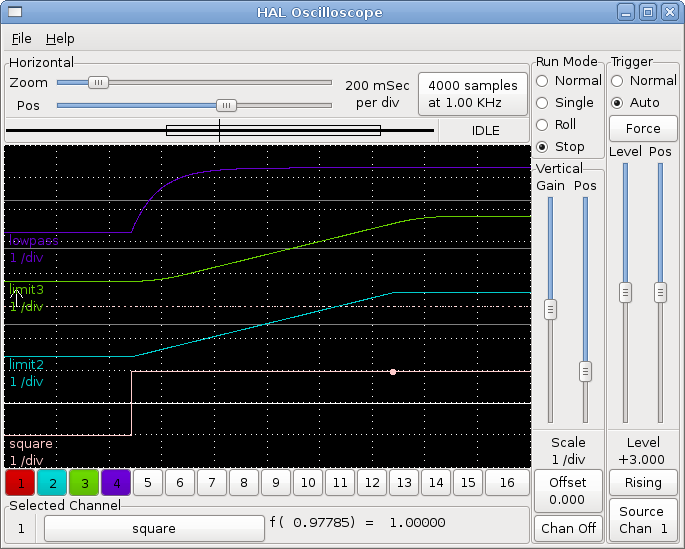 HAL Oscilloscope
File Help
Horizontal
Zoom
Pos
200 mSec
per div
4000 samples
at 1.00 KHz
IDLE
Run Mode
Normal
Single
Roll
Stop
Trigger
Normal
Auto
Force
Level Pos
Vertical
Gain Pos
lowpass
1 /div
limit3
1 /div
limit2
1 /div
square
1 /div
1 2 3 4 5 6 7 8 9 10 11 12 13 14 15 16
Scale
1 /div
Offset
0.000
Chan Off
Level
+3.000
Rising
Source
Chan 1
Selected Channel
1 square f( 0.97785) = 1.00000